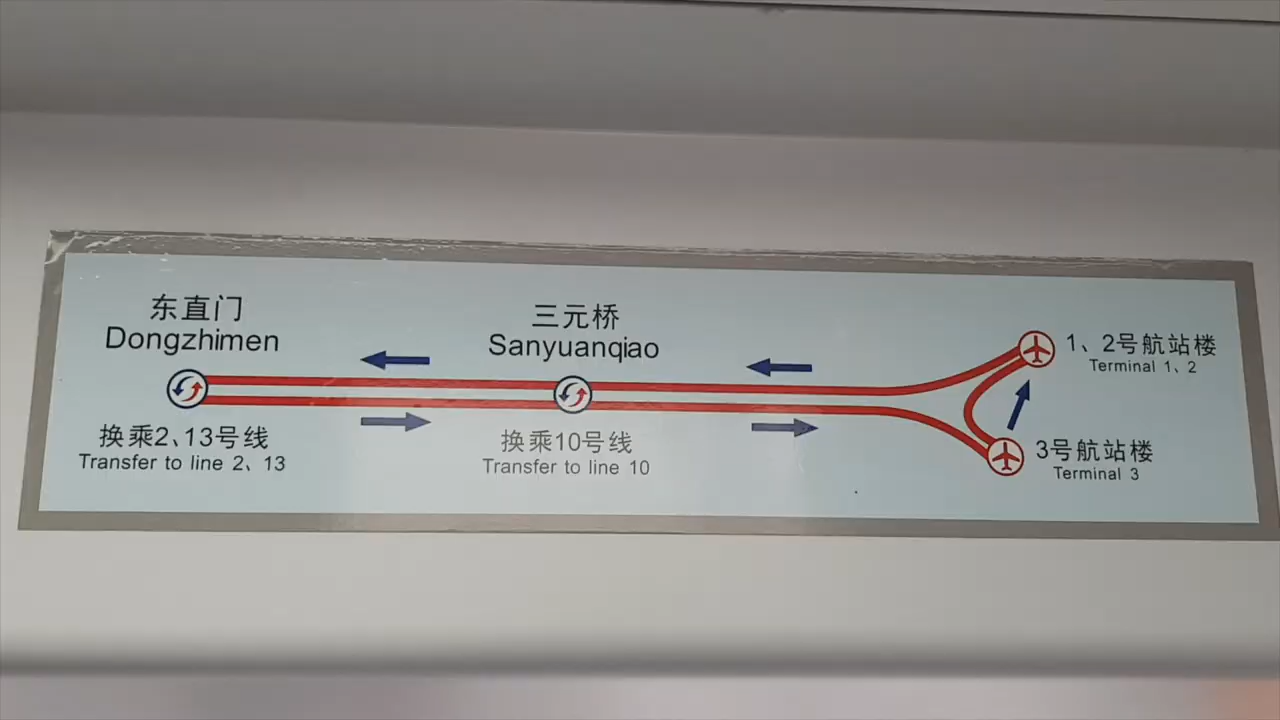 东直门
Dongzhimen
换乘2、13号线
Transfer to line 2、13
三元桥
Sanyuanqiao
换乘10号线
Transfer to line 10
1、2号航站楼
Terminal 1、2
3号航站楼
Terminal 3